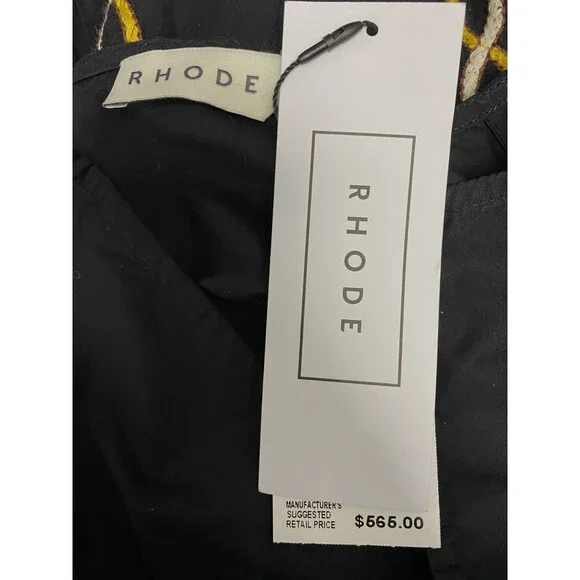 RHODE
RHODE
MANUFACTURER'S
SUGGESTED
RETAIL PRICE $565.00